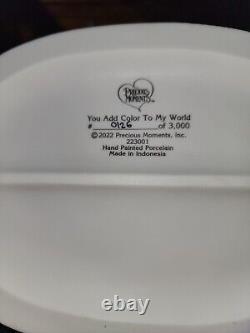 PRECIOUS
MOMENTS
You Add Color To My World
# 0126 of 3,000
©2022 Precious Moments, Inc.
223001
Hand Painted Porcelain
Made in Indonesia
ebay